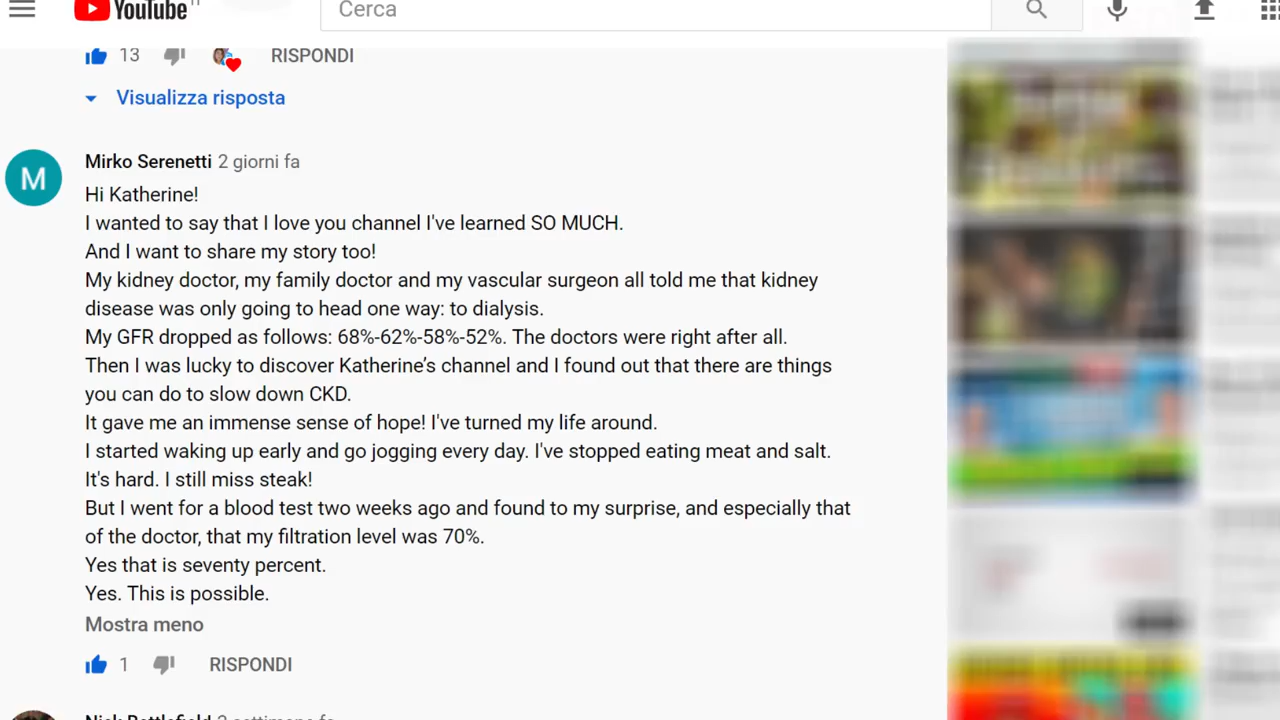 YouTube
Cerca
13
RISPONDI
Visualizza risposta
M
Mirko Serenetti 2 giorni fa
Hi Katherine!
I wanted to say that I love you channel I've learned SO MUCH.
And I want to share my story too!
My kidney doctor, my family doctor and my vascular surgeon all told me that kidney
disease was only going to head one way: to dialysis.
My GFR dropped as follows: 68%-62%-58%-52%. The doctors were right after all.
Then I was lucky to discover Katherine’s channel and I found out that there are things
you can do to slow down CKD.
It gave me an immense sense of hope! I've turned my life around.
I started waking up early and go jogging every day. I've stopped eating meat and salt.
It's hard. I still miss steak!
But I went for a blood test two weeks ago and found to my surprise, and especially that
of the doctor, that my filtration level was 70%.
Yes that is seventy percent.
Yes. This is possible.
Mostra meno
1
RISPONDI